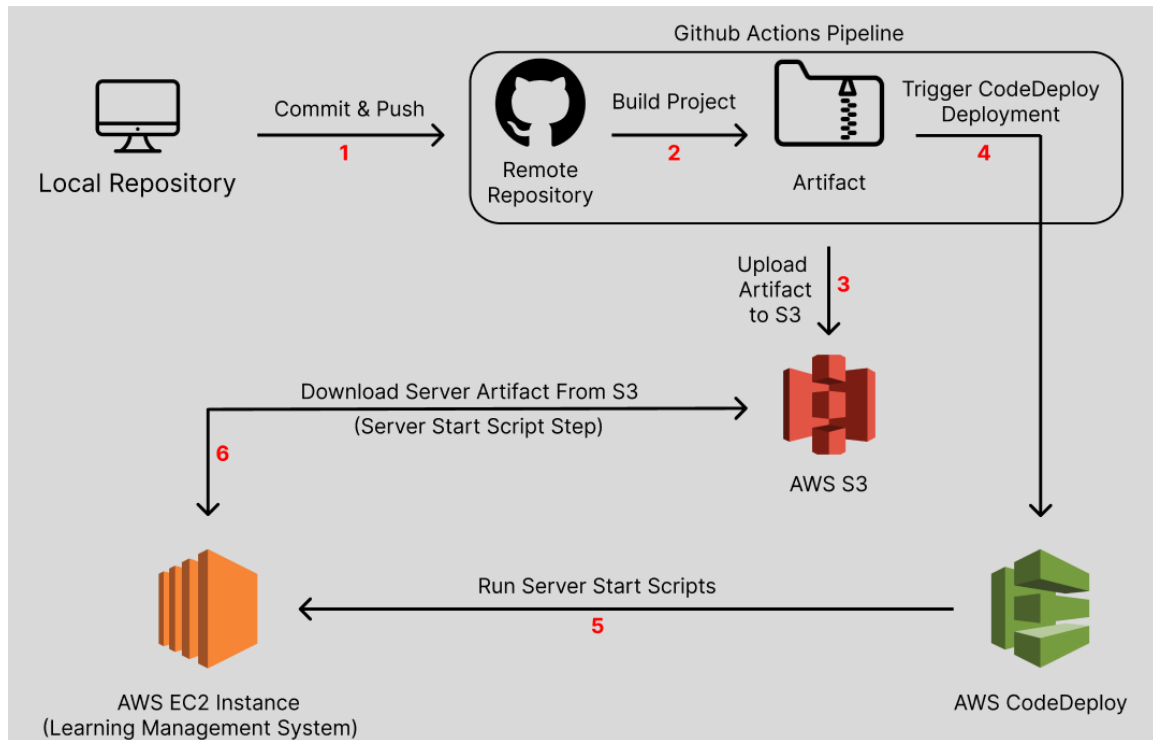 Github Actions Pipeline
Commit & Push
1
Local Repository
Remote
Repository
Build Project
2
Artifact
Trigger CodeDeploy
Deployment
4
Upload
Artifact
to S3
3
AWS S3
Download Server Artifact From S3
(Server Start Script Step)
6
Run Server Start Scripts
5
AWS EC2 Instance
(Learning Management System)
AWS CodeDeploy